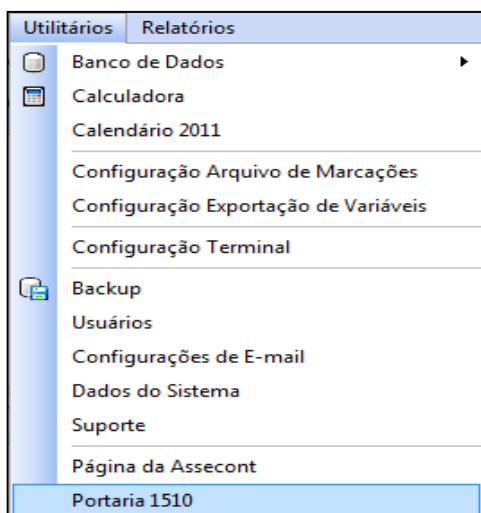 Utilitários Relatórios
Banco de Dados
Calculadora
Calendário 2011
Configuração Arquivo de Marcações
Configuração Exportação de Variáveis
Configuração Terminal
Backup
Usuários
Configurações de E-mail
Dados do Sistema
Suporte
Página da Assecont
Portaria 1510